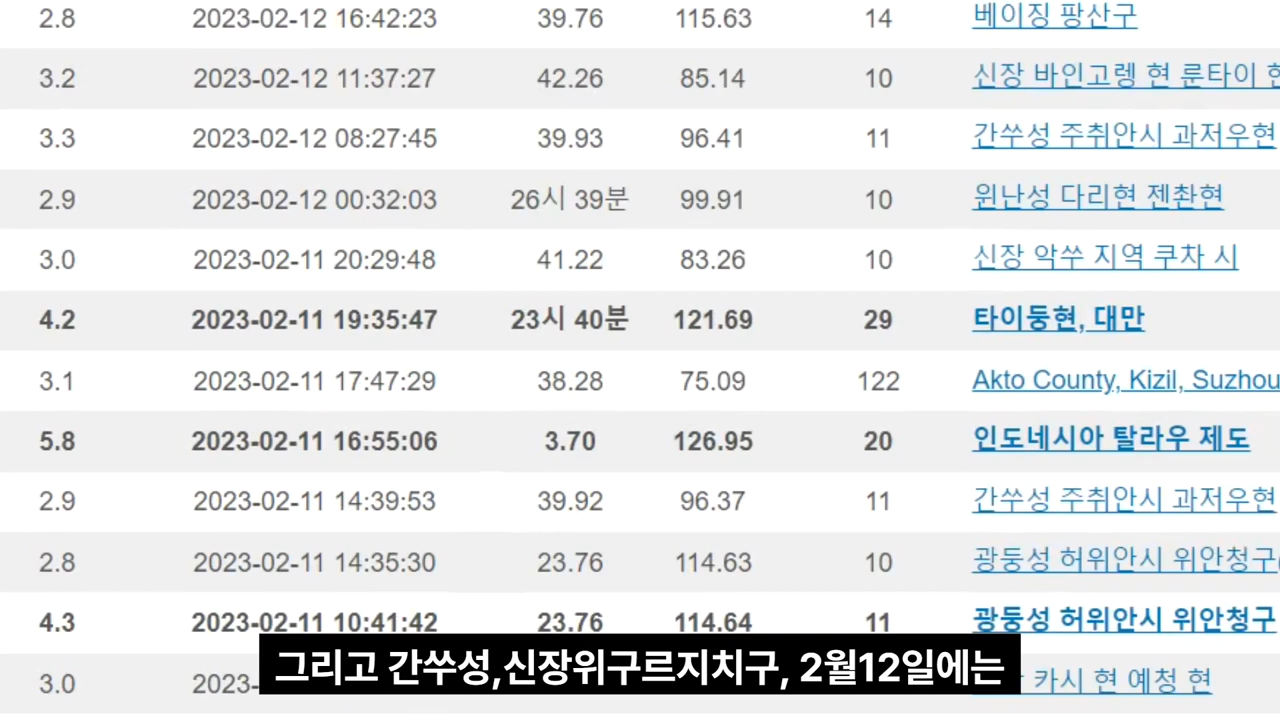 2.8 2023-02-12 16:42:23 39.76 115.63 14 베이징 팡산구
3.2 2023-02-12 11:37:27 42.26 85.14 10 신장 바인고렝 현 룬타이 현
3.3 2023-02-12 08:27:45 39.93 96.41 11 간쑤성 주취안시 과저우현
2.9 2023-02-12 00:32:03 26시 39분 99.91 10 윈난성 다리현 젠촨현
3.0 2023-02-11 20:29:48 41.22 83.26 10 신장 악쑤 지역 쿠차 시
4.2 2023-02-11 19:35:47 23시 40분 121.69 29 타이둥현, 대만
3.1 2023-02-11 17:47:29 38.28 75.09 122 Akto County, Kizil, Suzhou
5.8 2023-02-11 16:55:06 3.70 126.95 20 인도네시아 탈라우 제도
2.9 2023-02-11 14:39:53 39.92 96.37 11 간쑤성 주취안시 과저우현
2.8 2023-02-11 14:35:30 23.76 114.63 10 광둥성 허위안시 위안청구(
4.3 2023-02-11 10:41:42 23.76 114.64 11 광둥성 허위안시 위안청구
3.0 2023- 카시 현 예청 현
그리고 간쑤성,신장위구르지치구, 2월12일에는